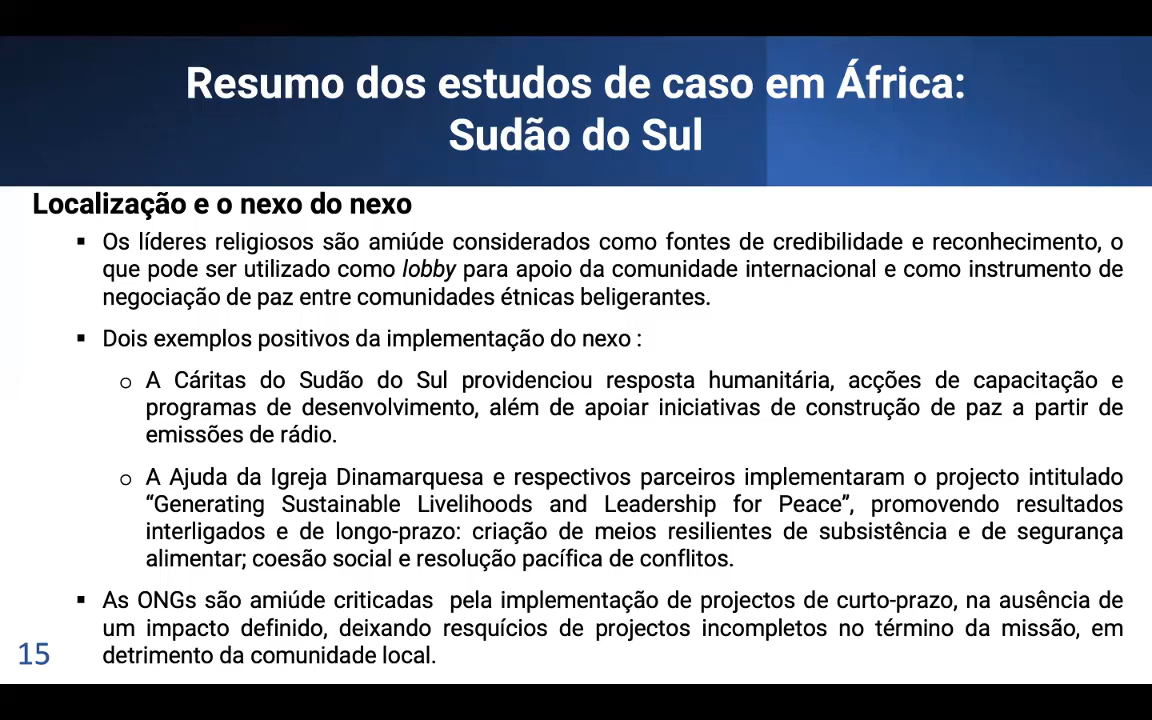 Resumo dos estudos de caso em África:
Sudão do Sul
Localização e o nexo do nexo
▪ Os líderes religiosos são amiúde considerados como fontes de credibilidade e reconhecimento, o
que pode ser utilizado como lobby para apoio da comunidade internacional e como instrumento de
negociação de paz entre comunidades étnicas beligerantes.
▪ Dois exemplos positivos da implementação do nexo :
o A Cáritas do Sudão do Sul providenciou resposta humanitária, acções de capacitação e
programas de desenvolvimento, além de apoiar iniciativas de construção de paz a partir de
emissões de rádio.
o A Ajuda da Igreja Dinamarquesa e respectivos parceiros implementaram o projecto intitulado
“Generating Sustainable Livelihoods and Leadership for Peace”, promovendo resultados
interligados e de longo-prazo: criação de meios resilientes de subsistência e de segurança
alimentar; coesão social e resolução pacífica de conflitos.
▪ As ONGs são amiúde criticadas  pela implementação de projectos de curto-prazo, na ausência de
um impacto definido, deixando resquícios de projectos incompletos no término da missão, em
detrimento da comunidade local.
15